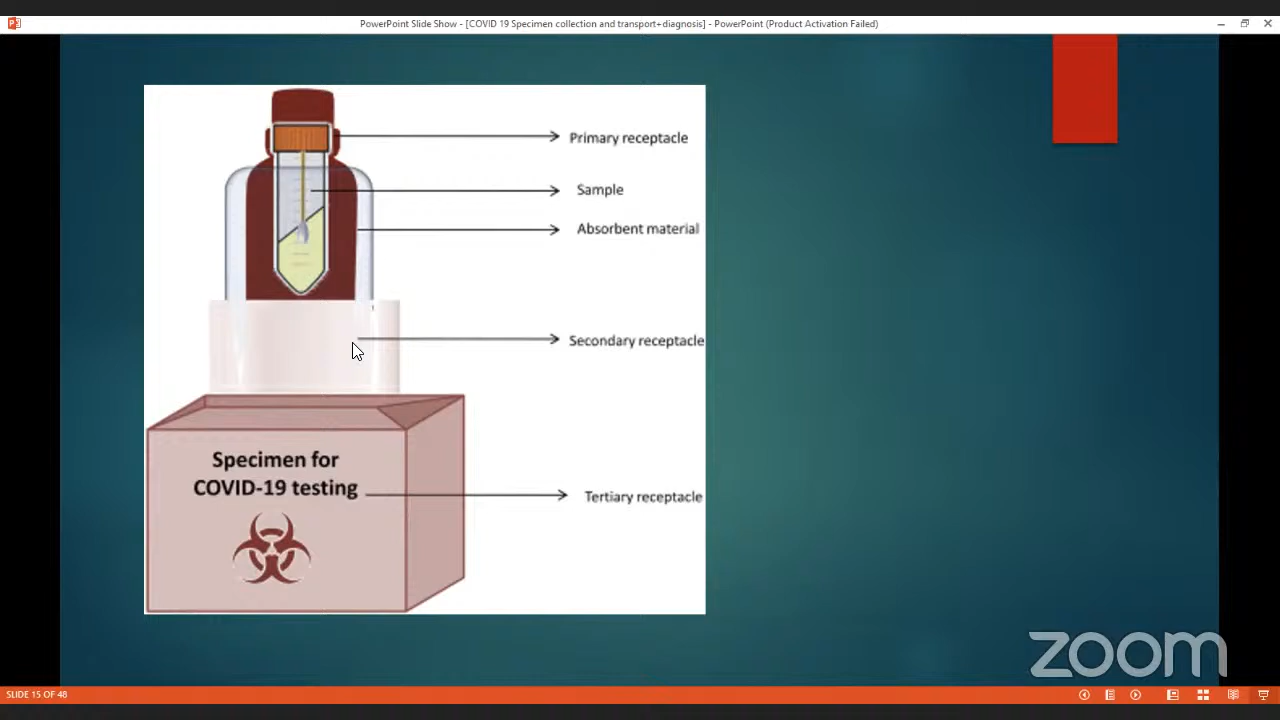 PowerPoint Slide Show - [COVID 19 Specimen collection and transport+diagnosis] - PowerPoint (Product Activation Failed)
Primary receptacle
Sample
Absorbent material
Secondary receptacle
Specimen for
COVID-19 testing
Tertiary receptacle
zoom
SLIDE 15 OF 48